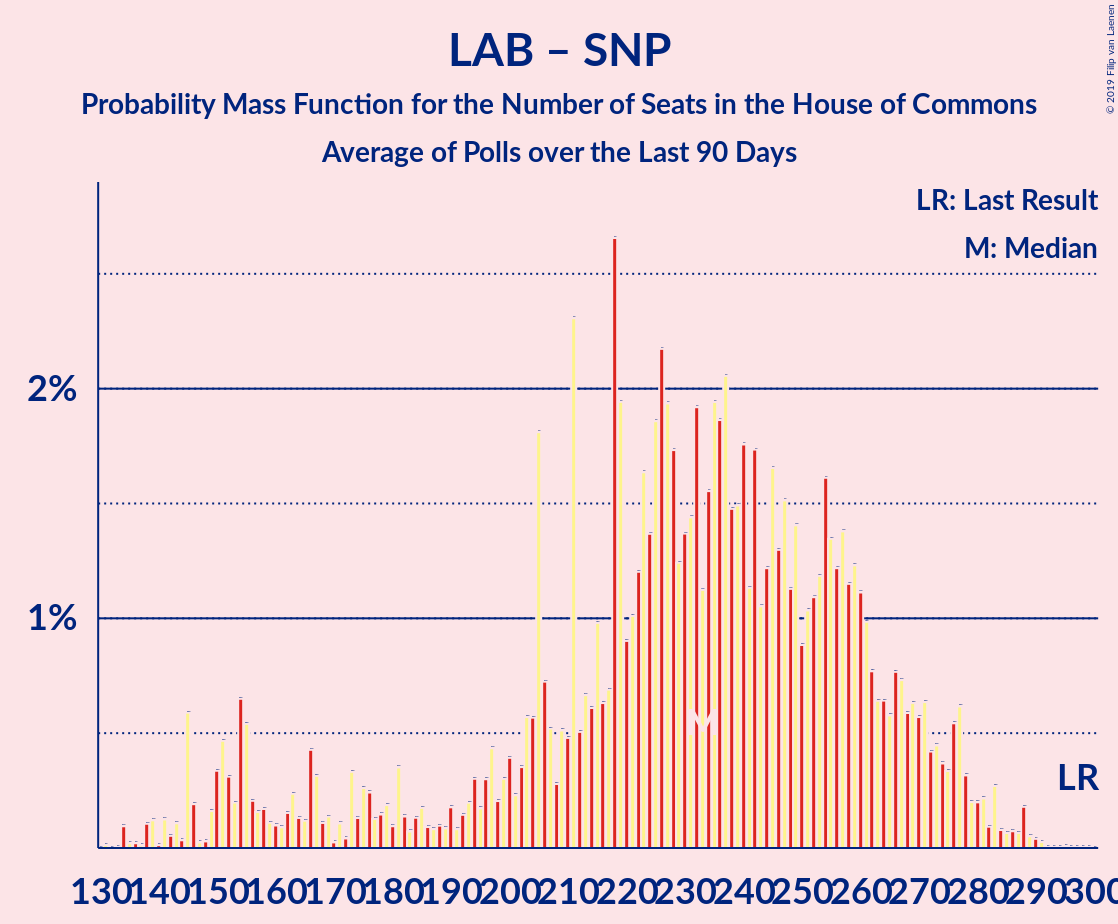 LAB – SNP
Probability Mass Function for the Number of Seats in the House of Commons
Average of Polls over the Last 90 Days
© 2019 Filip van Laenen
LR: Last Result
M: Median
2%
1%
M
LR
130 140 150 160 170 180 190 200 210 220 230 240 250 260 270 280 290 300